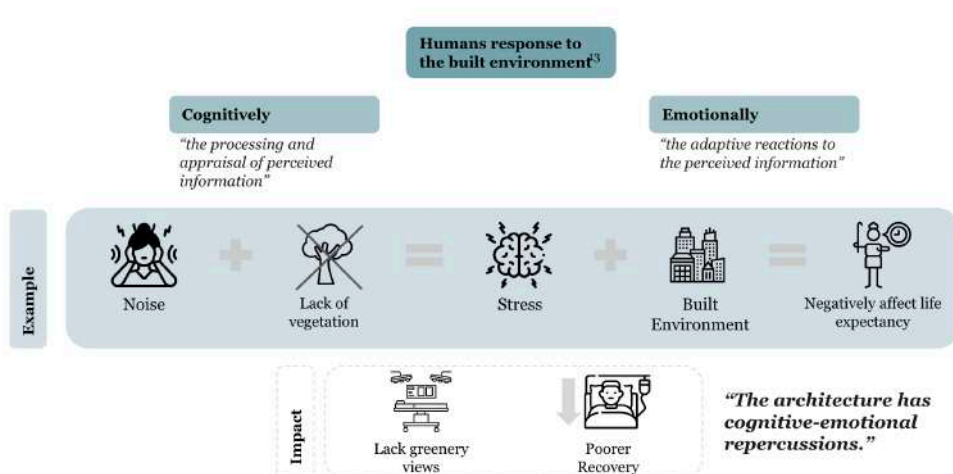 Humans response to
the built environment¹³
Cognitively
“the processing and
appraisal of perceived
information”
Emotionally
“the adaptive reactions to
the perceived information”
Example
Noise
Lack of
vegetation
Stress
Built
Environment
Negatively affect life
expectancy
Impact
Lack greenery
views
Poorer
Recovery
“The architecture has
cognitive-emotional
repercussions.”